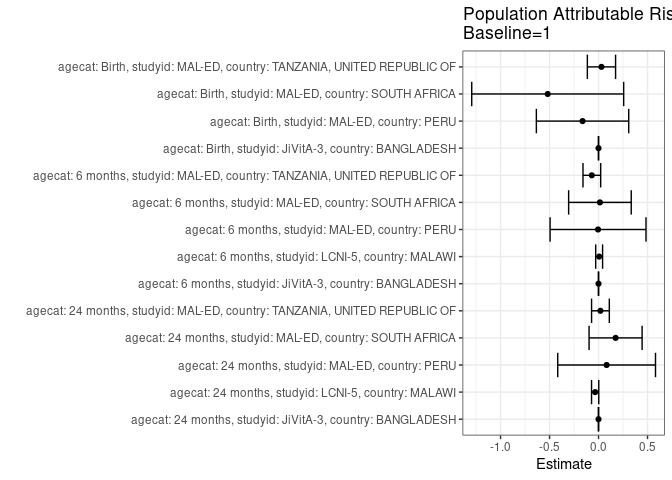 Population Attributable Ris
Baseline=1
agecat: Birth, studyid: MAL-ED, country: TANZANIA, UNITED REPUBLIC OF
agecat: Birth, studyid: MAL-ED, country: SOUTH AFRICA
agecat: Birth, studyid: MAL-ED, country: PERU
agecat: Birth, studyid: JiVitA-3, country: BANGLADESH
agecat: 6 months, studyid: MAL-ED, country: TANZANIA, UNITED REPUBLIC OF
agecat: 6 months, studyid: MAL-ED, country: SOUTH AFRICA
agecat: 6 months, studyid: MAL-ED, country: PERU
agecat: 6 months, studyid: LCNI-5, country: MALAWI
agecat: 6 months, studyid: JiVitA-3, country: BANGLADESH
agecat: 24 months, studyid: MAL-ED, country: TANZANIA, UNITED REPUBLIC OF
agecat: 24 months, studyid: MAL-ED, country: SOUTH AFRICA
agecat: 24 months, studyid: MAL-ED, country: PERU
agecat: 24 months, studyid: LCNI-5, country: MALAWI
agecat: 24 months, studyid: JiVitA-3, country: BANGLADESH
-1.0 -0.5 0.0 0.5
Estimate